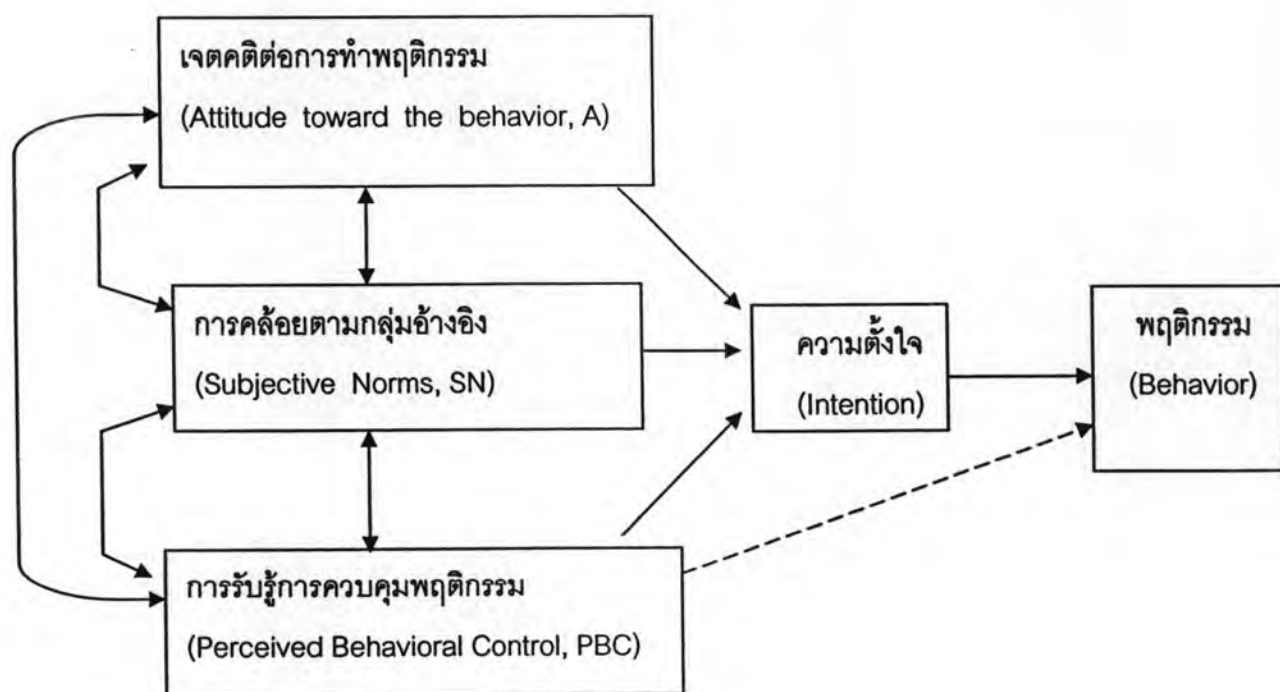 เจตคติต่อการทำพฤติกรรม
(Attitude toward the behavior, A)
การคล้อยตามกลุ่มอ้างอิง
(Subjective Norms, SN)
การรับรู้การควบคุมพฤติกรรม
(Perceived Behavioral Control, PBC)
ความตั้งใจ
(Intention)
พฤติกรรม
(Behavior)